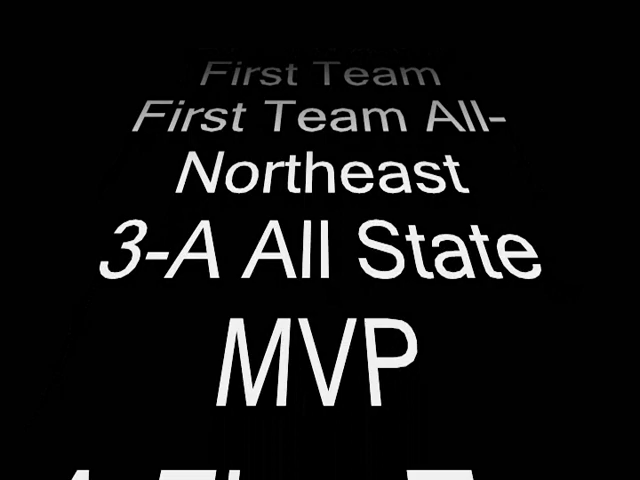 First Team
First Team All-
Northeast
3-A All State
MVP